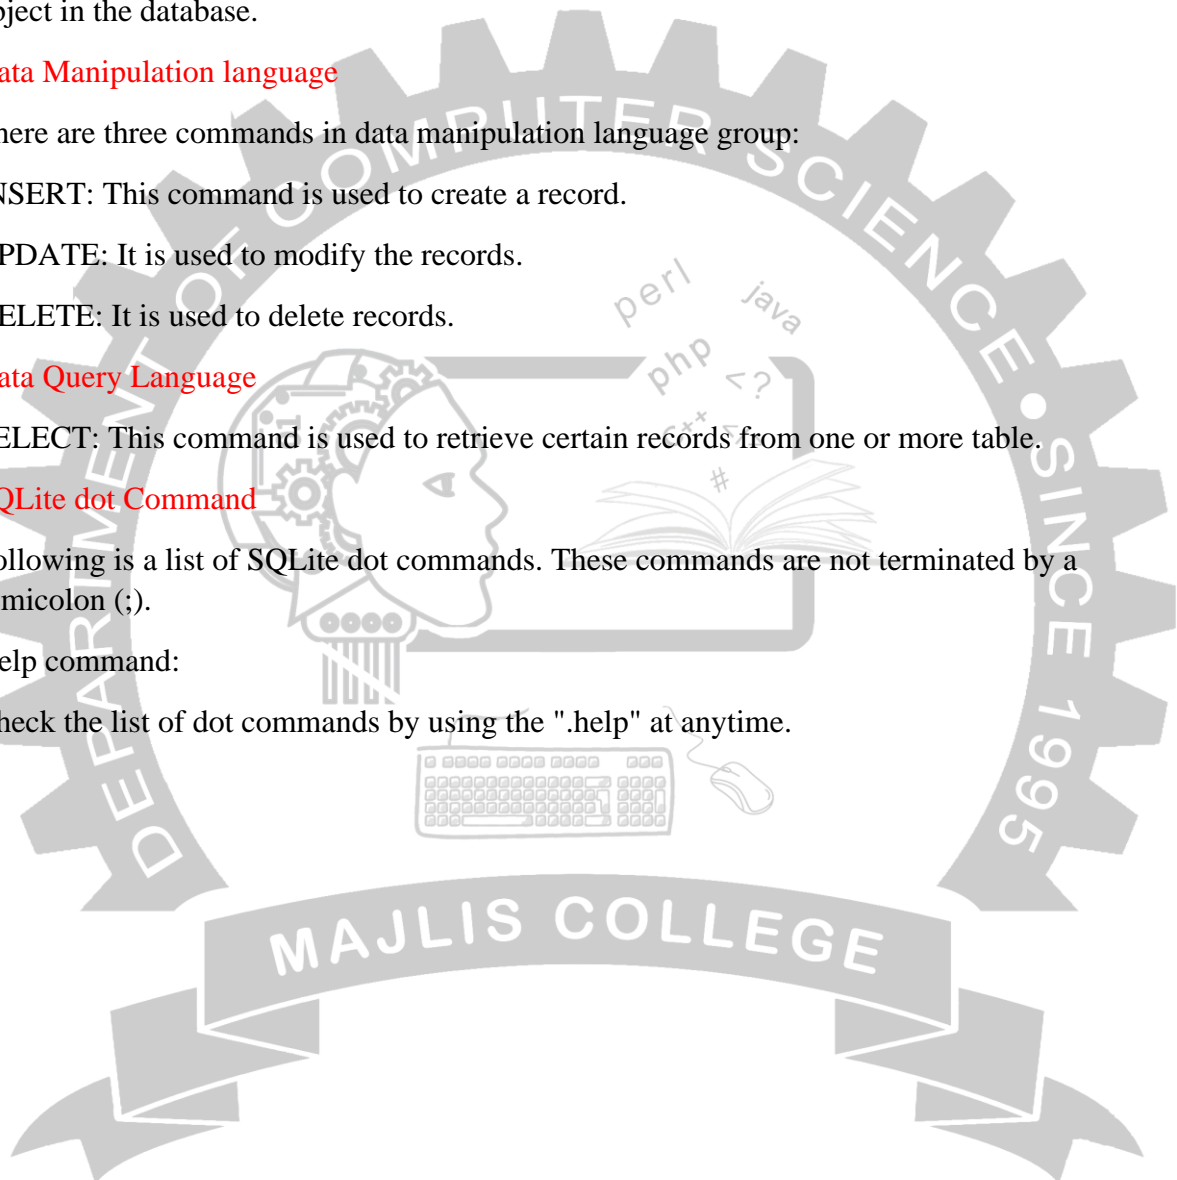 bject in the database.
ata Manipulation language
here are three commands in data manipulation language group:
NSERT: This command is used to create a record.
PDATE: It is used to modify the records.
ELETE: It is used to delete records.
ata Query Language
ELECT: This command is used to retrieve certain records from one or more table.
QLite dot Command
ollowing is a list of SQLite dot commands. These commands are not terminated by a
micolon (;).
elp command:
heck the list of dot commands by using the ".help" at anytime.
DEPARTMENT OF COMPUTER SCIENCE • SINCE 1995
perl
java
php
<?
C++
#
MAJLIS COLLEGE